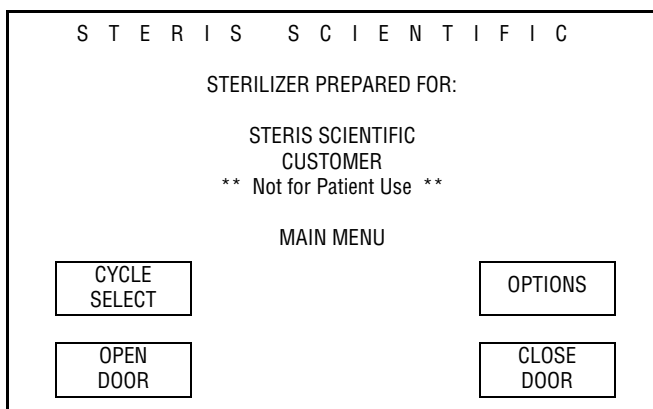 S T E R I S   S C I E N T I F I C
STERILIZER PREPARED FOR:
STERIS SCIENTIFIC
CUSTOMER
** Not for Patient Use **
MAIN MENU
CYCLE
SELECT
OPTIONS
OPEN
DOOR
CLOSE
DOOR